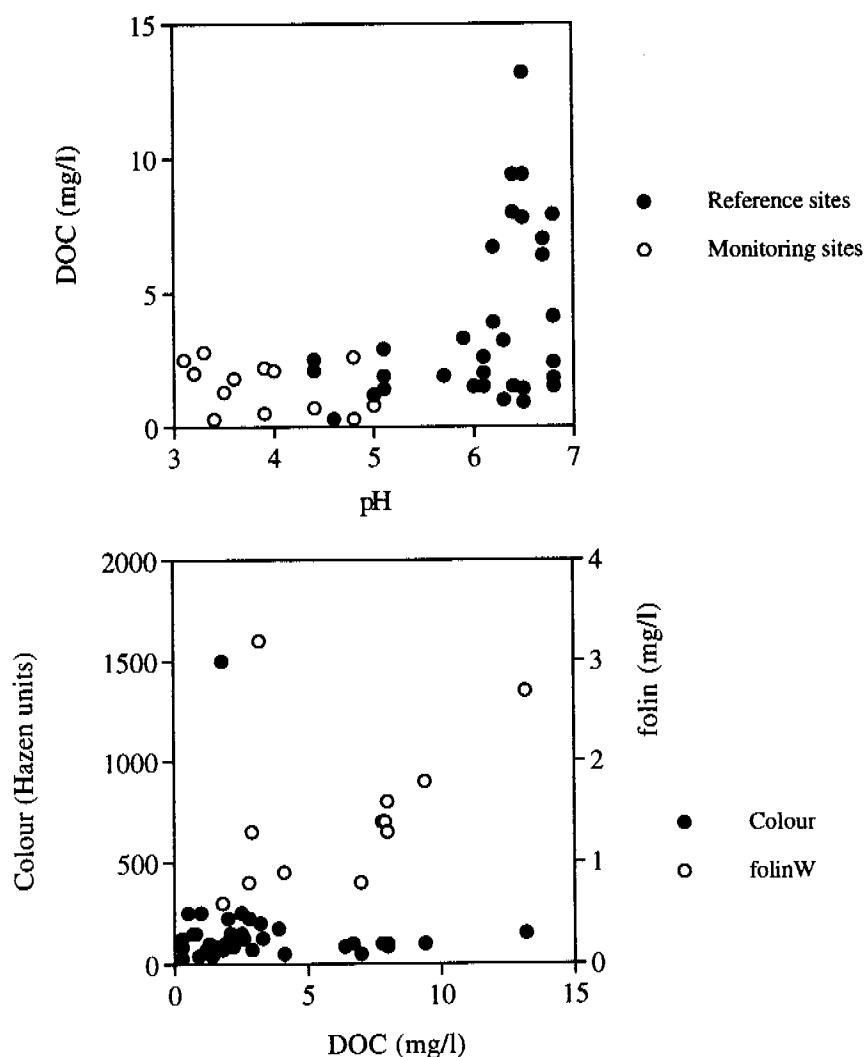 15
10
5
0
DOC (mg/l)
3
4
5
6
7
pH
Reference sites
Monitoring sites
2000
1500
1000
500
0
Colour (Hazen units)
4
3
2
1
0
folin (mg/l)
0
5
10
15
DOC (mg/l)
Colour
folinW